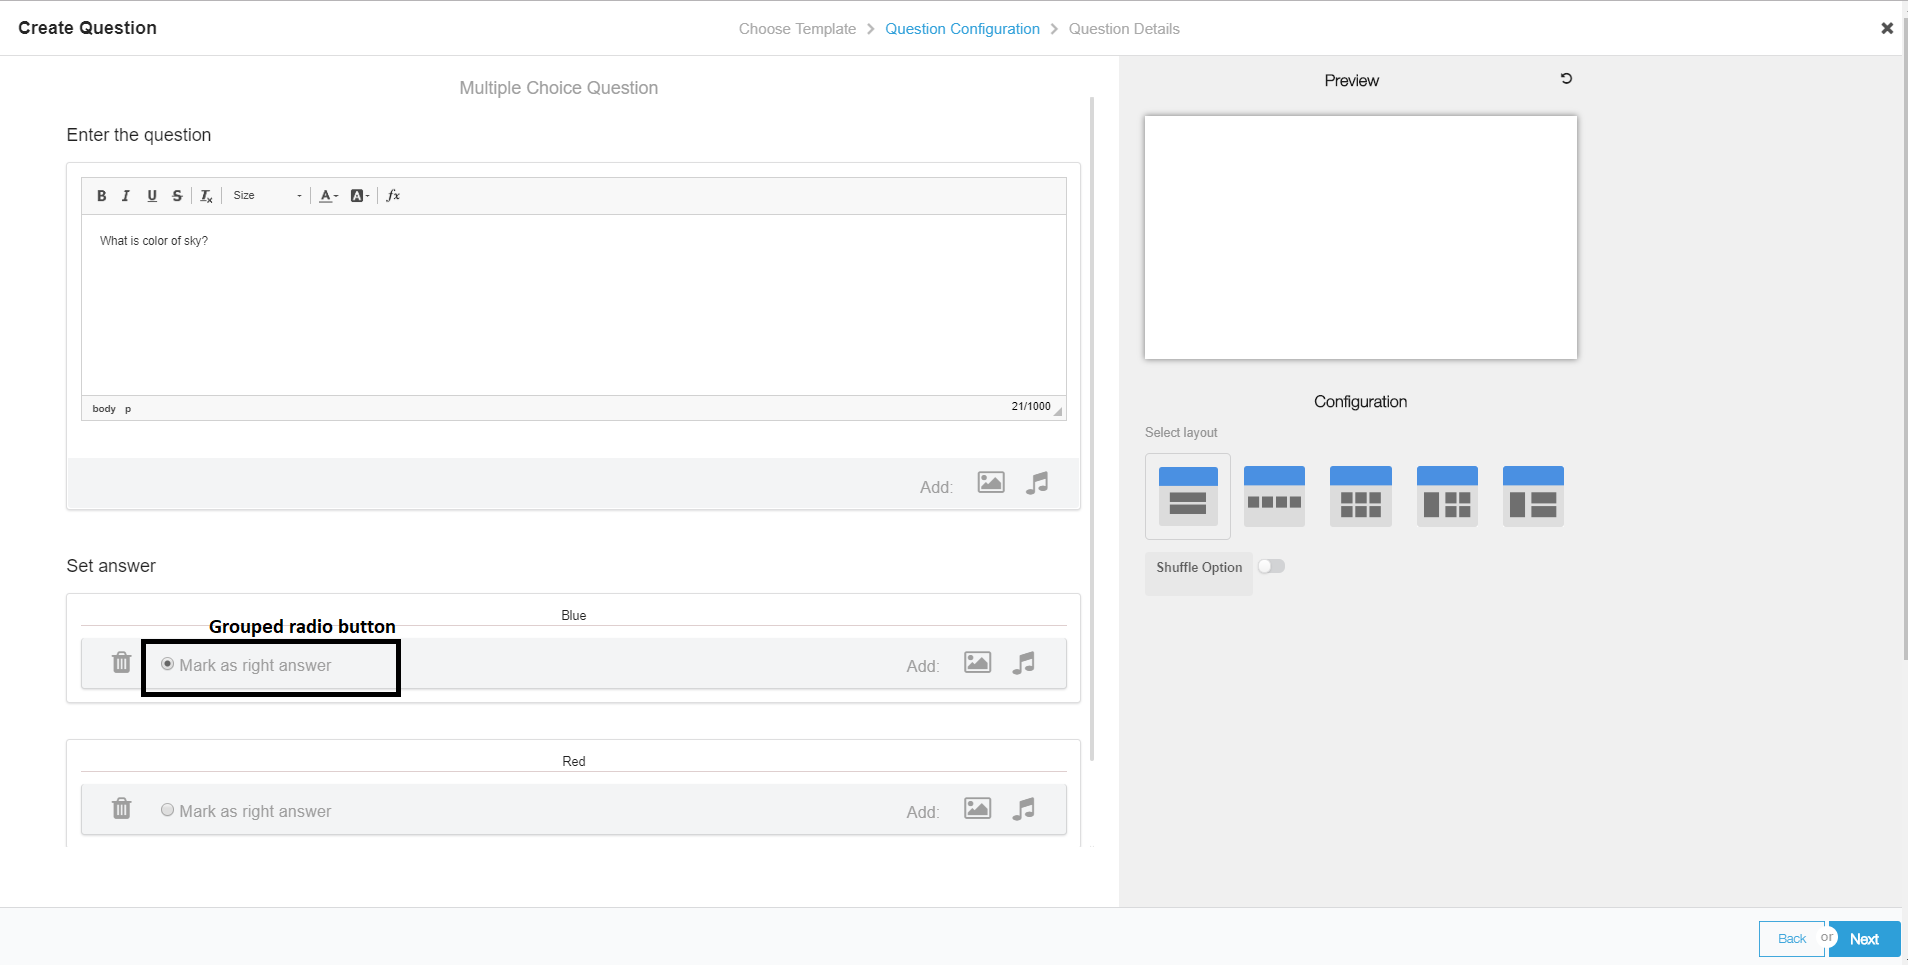 Create Question
Choose Template > Question Configuration > Question Details
Multiple Choice Question
Enter the question
B I U S Tx Size A A fx
What is color of sky?
body p
21/1000
Add:
Set answer
Blue
Grouped radio button
Mark as right answer
Add:
Red
Mark as right answer
Add:
Preview
Configuration
Select layout
Shuffle Option
Back or Next